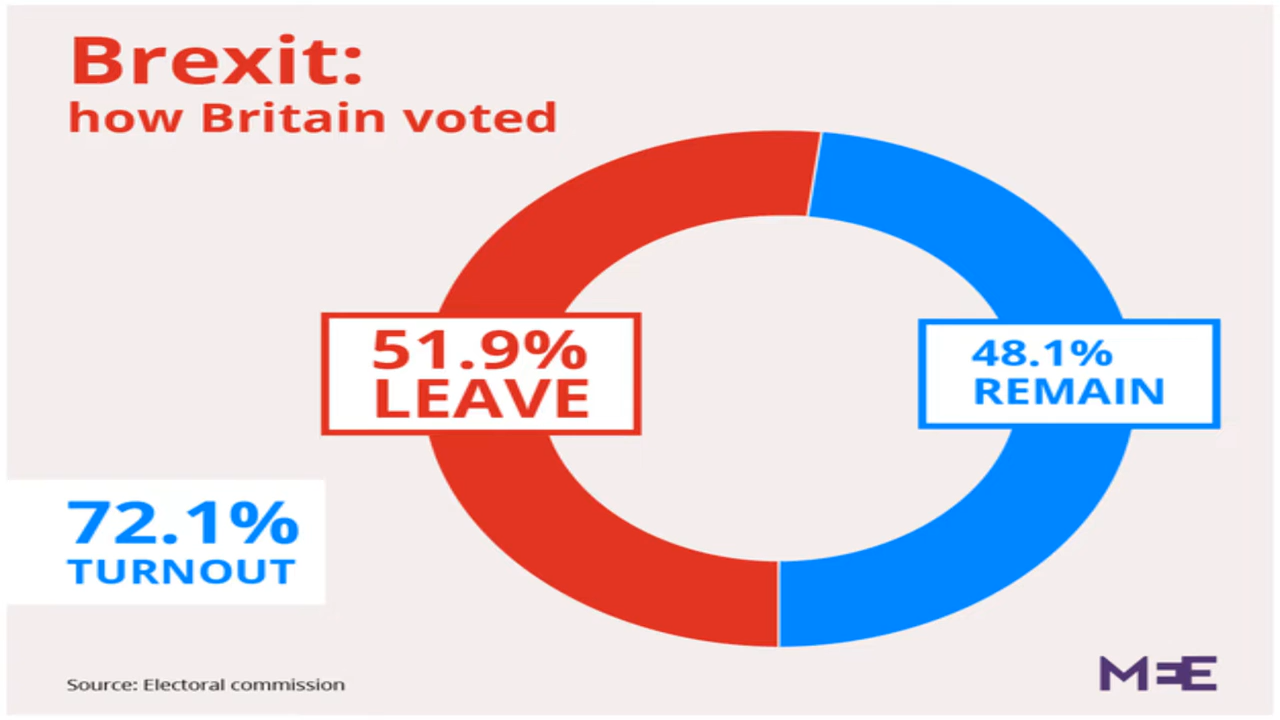 Brexit:
how Britain voted
51.9%
LEAVE
48.1%
REMAIN
72.1%
TURNOUT
Source: Electoral commission
MEE